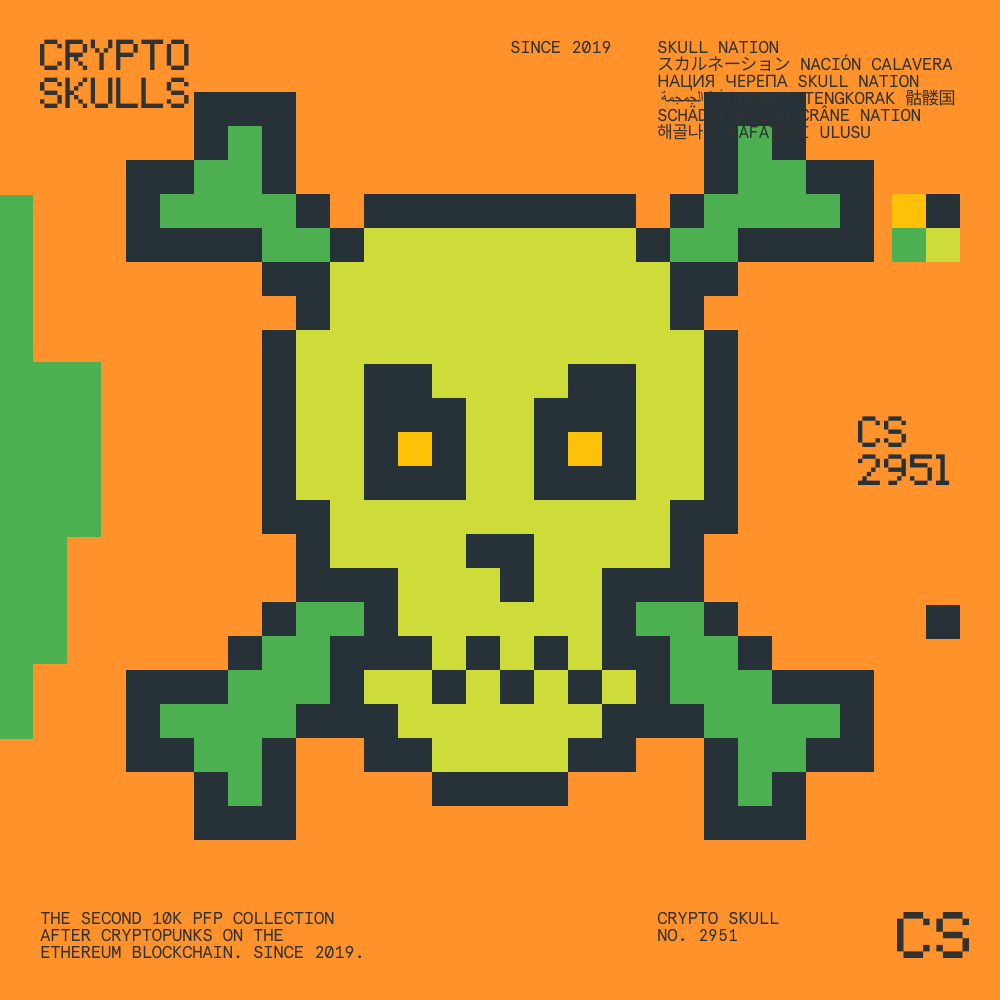 CRYPTO
SKULLS
SINCE 2019
SKULL NATION
スカルネーション NACIÓN CALAVERA
НАЦИЯ ЧЕРЕПА SKULL NATION
الجمجمة TENGKORAK 骷髅国
CRÂNE NATION
ULUSU
CS
2951
THE SECOND 10K PFP COLLECTION
AFTER CRYPTOPUNKS ON THE
ETHEREUM BLOCKCHAIN. SINCE 2019.
CRYPTO SKULL
NO. 2951
CS